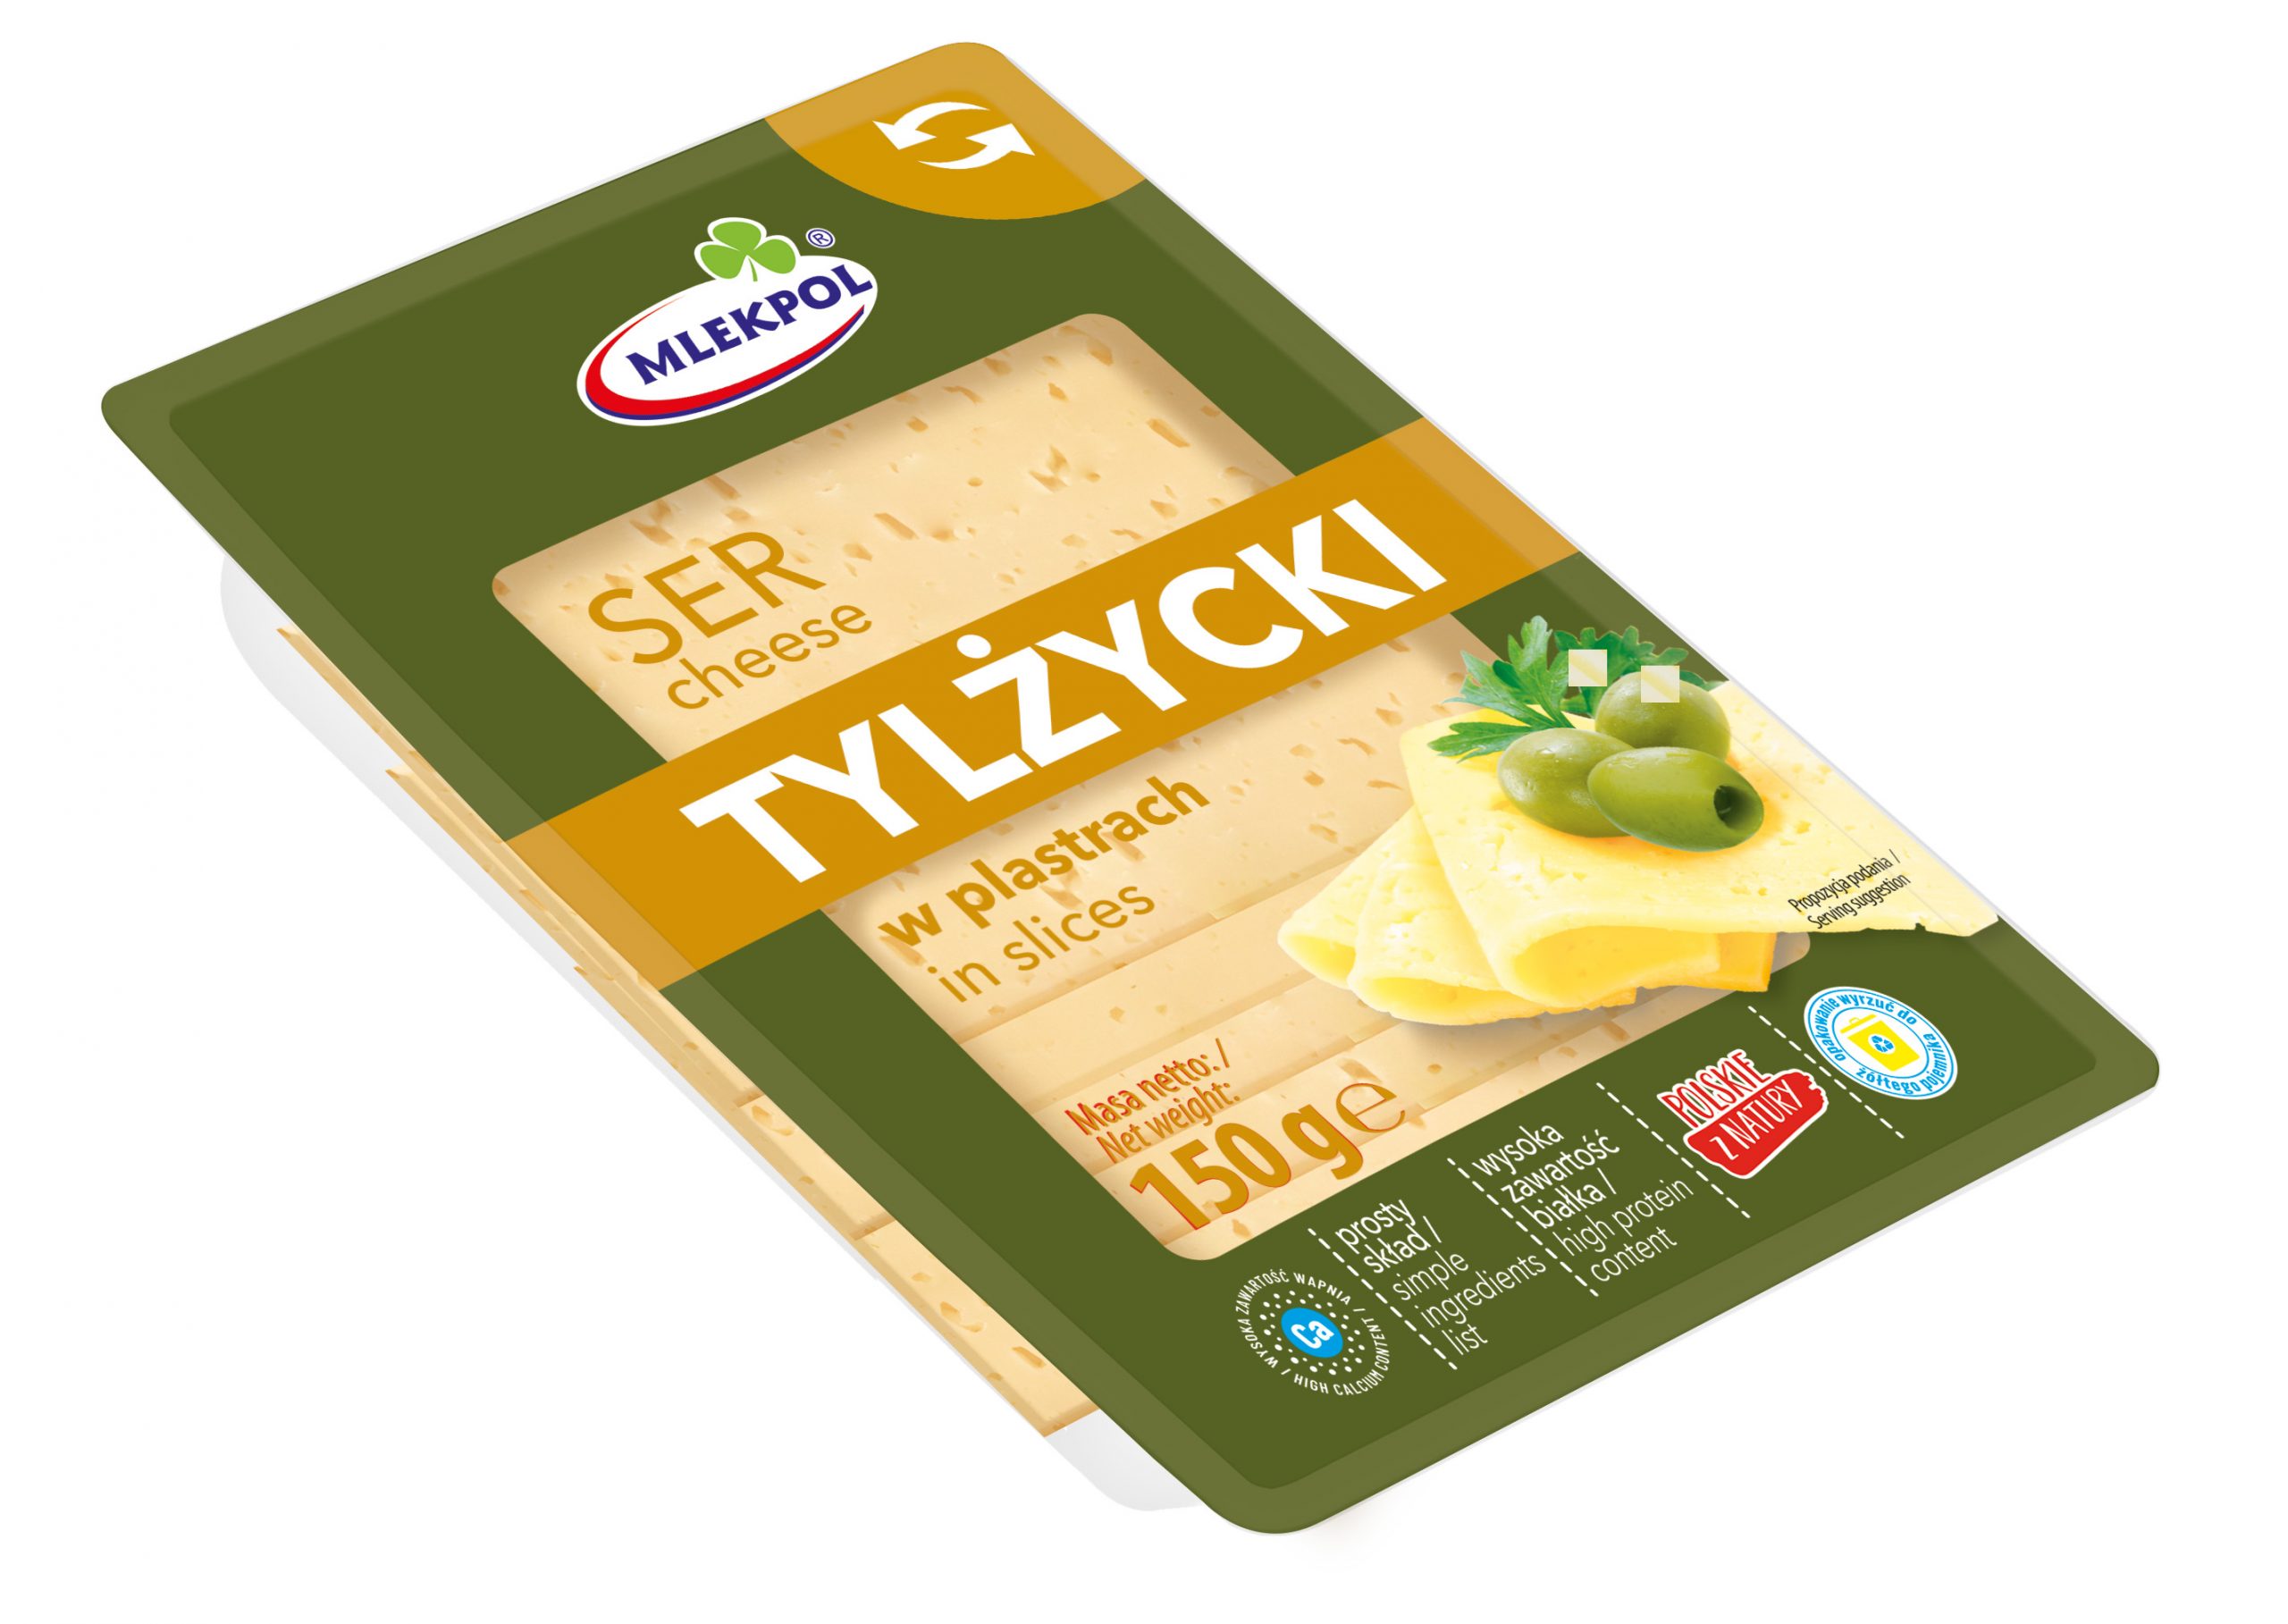 MLEKPOL®
SER
cheese
TYLŻYCKI
w plastrach
in slices
Propozycja podania /
Serving suggestion
Masa netto: /
Net weight:
150 g e
WYSOKA ZAWARTOŚĆ WAPNIA / HIGH CALCIUM CONTENT /
Ca
prosty
skład /
simple
ingredients
list
wysoka
zawartość
białka /
high protein
content
POLSKIE
Z NATURY
opakowanie wyrzuć do
żółtego pojemnika